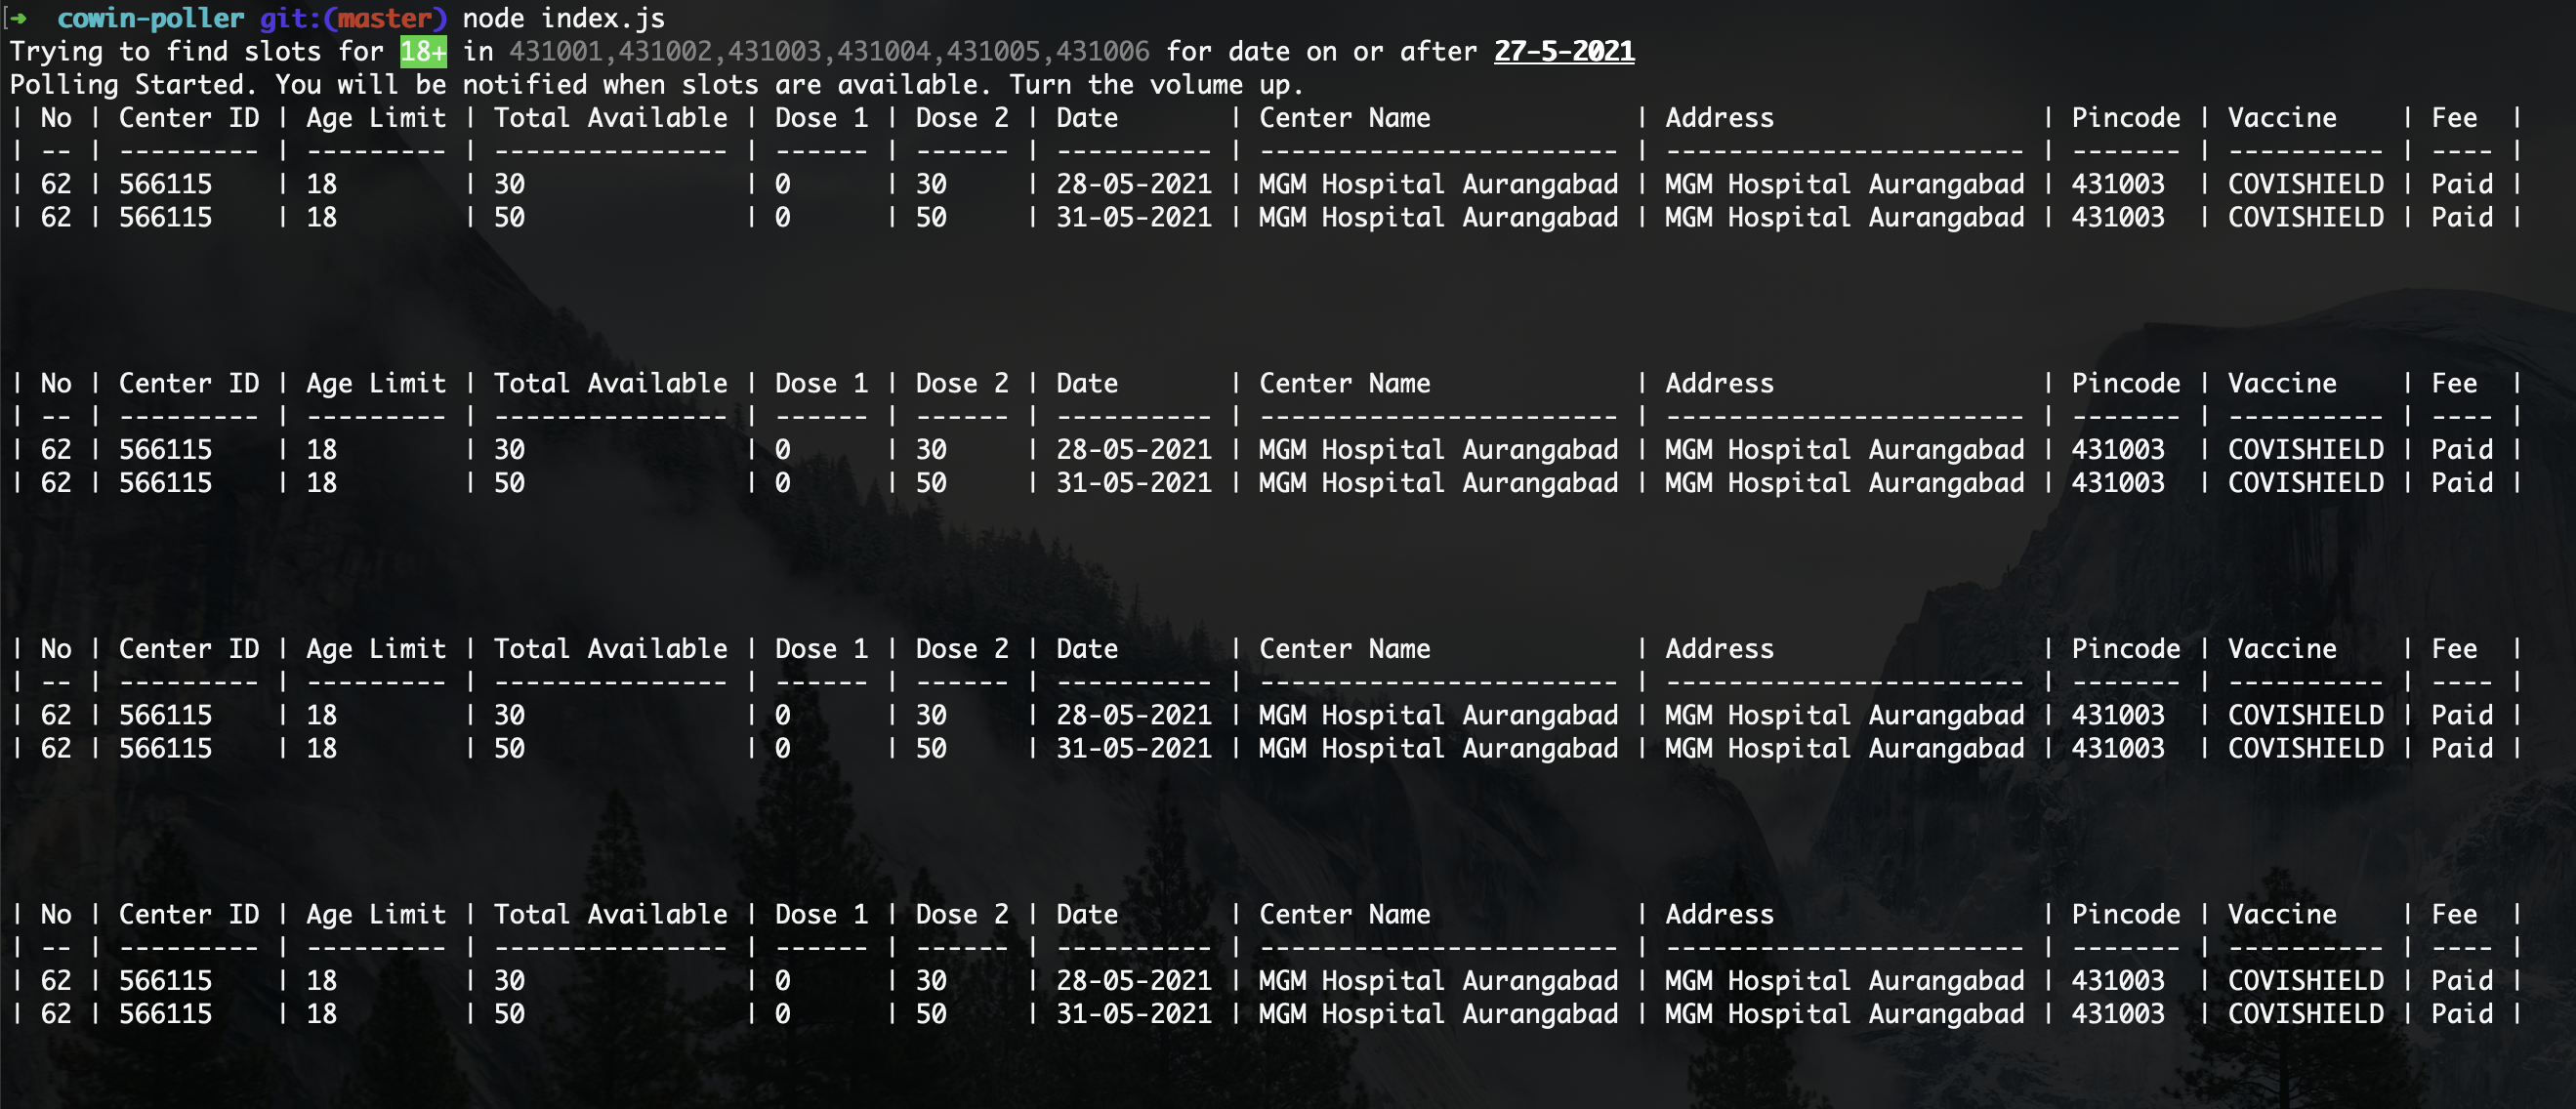 ➜  cowin-poller git:(master) node index.js
Trying to find slots for 18+ in 431001,431002,431003,431004,431005,431006 for date on or after 27-5-2021
Polling Started. You will be notified when slots are available. Turn the volume up.
| No | Center ID | Age Limit | Total Available | Dose 1 | Dose 2 | Date       | Center Name             | Address                 | Pincode | Vaccine    | Fee  |
| -- | --------- | --------- | --------------- | ------ | ------ | ---------- | ----------------------- | ----------------------- | ------- | ---------- | ---- |
| 62 | 566115    | 18        | 30              | 0      | 30     | 28-05-2021 | MGM Hospital Aurangabad | MGM Hospital Aurangabad | 431003  | COVISHIELD | Paid |
| 62 | 566115    | 18        | 50              | 0      | 50     | 31-05-2021 | MGM Hospital Aurangabad | MGM Hospital Aurangabad | 431003  | COVISHIELD | Paid |
| No | Center ID | Age Limit | Total Available | Dose 1 | Dose 2 | Date       | Center Name             | Address                 | Pincode | Vaccine    | Fee  |
| -- | --------- | --------- | --------------- | ------ | ------ | ---------- | ----------------------- | ----------------------- | ------- | ---------- | ---- |
| 62 | 566115    | 18        | 30              | 0      | 30     | 28-05-2021 | MGM Hospital Aurangabad | MGM Hospital Aurangabad | 431003  | COVISHIELD | Paid |
| 62 | 566115    | 18        | 50              | 0      | 50     | 31-05-2021 | MGM Hospital Aurangabad | MGM Hospital Aurangabad | 431003  | COVISHIELD | Paid |
| No | Center ID | Age Limit | Total Available | Dose 1 | Dose 2 | Date       | Center Name             | Address                 | Pincode | Vaccine    | Fee  |
| -- | --------- | --------- | --------------- | ------ | ------ | ---------- | ----------------------- | ----------------------- | ------- | ---------- | ---- |
| 62 | 566115    | 18        | 30              | 0      | 30     | 28-05-2021 | MGM Hospital Aurangabad | MGM Hospital Aurangabad | 431003  | COVISHIELD | Paid |
| 62 | 566115    | 18        | 50              | 0      | 50     | 31-05-2021 | MGM Hospital Aurangabad | MGM Hospital Aurangabad | 431003  | COVISHIELD | Paid |
| No | Center ID | Age Limit | Total Available | Dose 1 | Dose 2 | Date       | Center Name             | Address                 | Pincode | Vaccine    | Fee  |
| -- | --------- | --------- | --------------- | ------ | ------ | ---------- | ----------------------- | ----------------------- | ------- | ---------- | ---- |
| 62 | 566115    | 18        | 30              | 0      | 30     | 28-05-2021 | MGM Hospital Aurangabad | MGM Hospital Aurangabad | 431003  | COVISHIELD | Paid |
| 62 | 566115    | 18        | 50              | 0      | 50     | 31-05-2021 | MGM Hospital Aurangabad | MGM Hospital Aurangabad | 431003  | COVISHIELD | Paid |